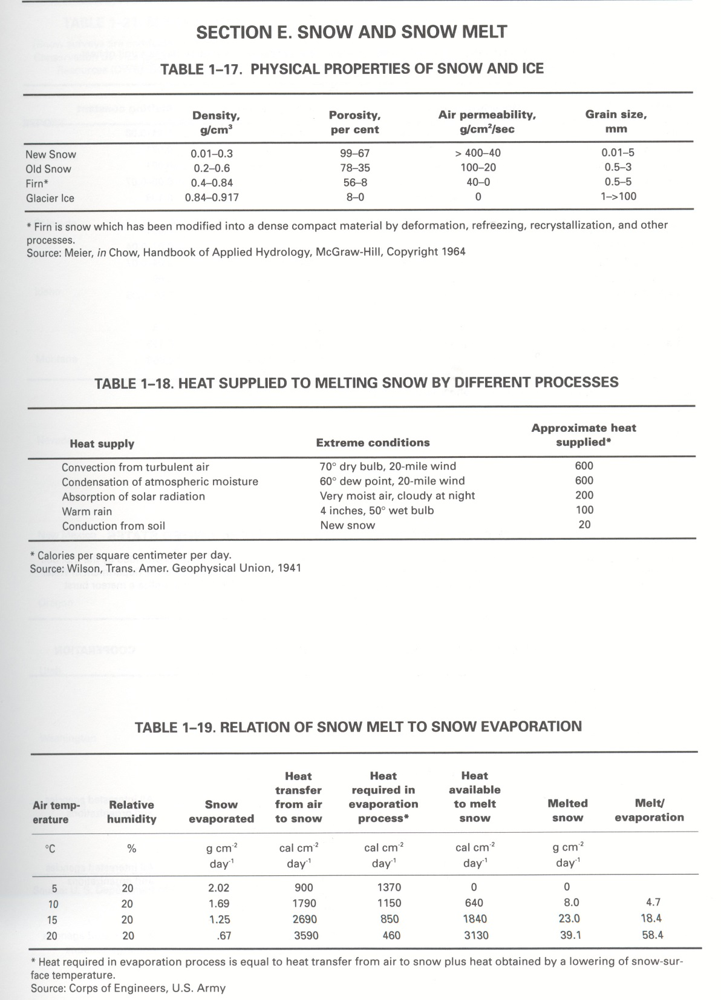 SECTION E. SNOW AND SNOW MELT
TABLE 1–17. PHYSICAL PROPERTIES OF SNOW AND ICE
Density, Porosity, Air permeability, Grain size,
g/cm³ per cent g/cm²/sec mm
New Snow 0.01–0.3 99–67 > 400–40 0.01–5
Old Snow 0.2–0.6 78–35 100–20 0.5–3
Firn* 0.4–0.84 56–8 40–0 0.5–5
Glacier Ice 0.84–0.917 8–0 0 1–>100
* Firn is snow which has been modified into a dense compact material by deformation, refreezing, recrystallization, and other
processes.
Source: Meier, in Chow, Handbook of Applied Hydrology, McGraw-Hill, Copyright 1964
TABLE 1–18. HEAT SUPPLIED TO MELTING SNOW BY DIFFERENT PROCESSES
Approximate heat
Heat supply Extreme conditions supplied*
Convection from turbulent air 70° dry bulb, 20-mile wind 600
Condensation of atmospheric moisture 60° dew point, 20-mile wind 600
Absorption of solar radiation Very moist air, cloudy at night 200
Warm rain 4 inches, 50° wet bulb 100
Conduction from soil New snow 20
* Calories per square centimeter per day.
Source: Wilson, Trans. Amer. Geophysical Union, 1941
TABLE 1–19. RELATION OF SNOW MELT TO SNOW EVAPORATION
Heat Heat Heat
transfer required in available
Air temp- Relative Snow from air evaporation to melt Melted Melt/
erature humidity evaporated to snow process* snow snow evaporation
°C % g cm⁻² cal cm⁻² cal cm⁻² cal cm⁻² g cm⁻²
day⁻¹ day⁻¹ day⁻¹ day⁻¹ day⁻¹
5 20 2.02 900 1370 0 0
10 20 1.69 1790 1150 640 8.0 4.7
15 20 1.25 2690 850 1840 23.0 18.4
20 20 .67 3590 460 3130 39.1 58.4
* Heat required in evaporation process is equal to heat transfer from air to snow plus heat obtained by a lowering of snow-sur-
face temperature.
Source: Corps of Engineers, U.S. Army